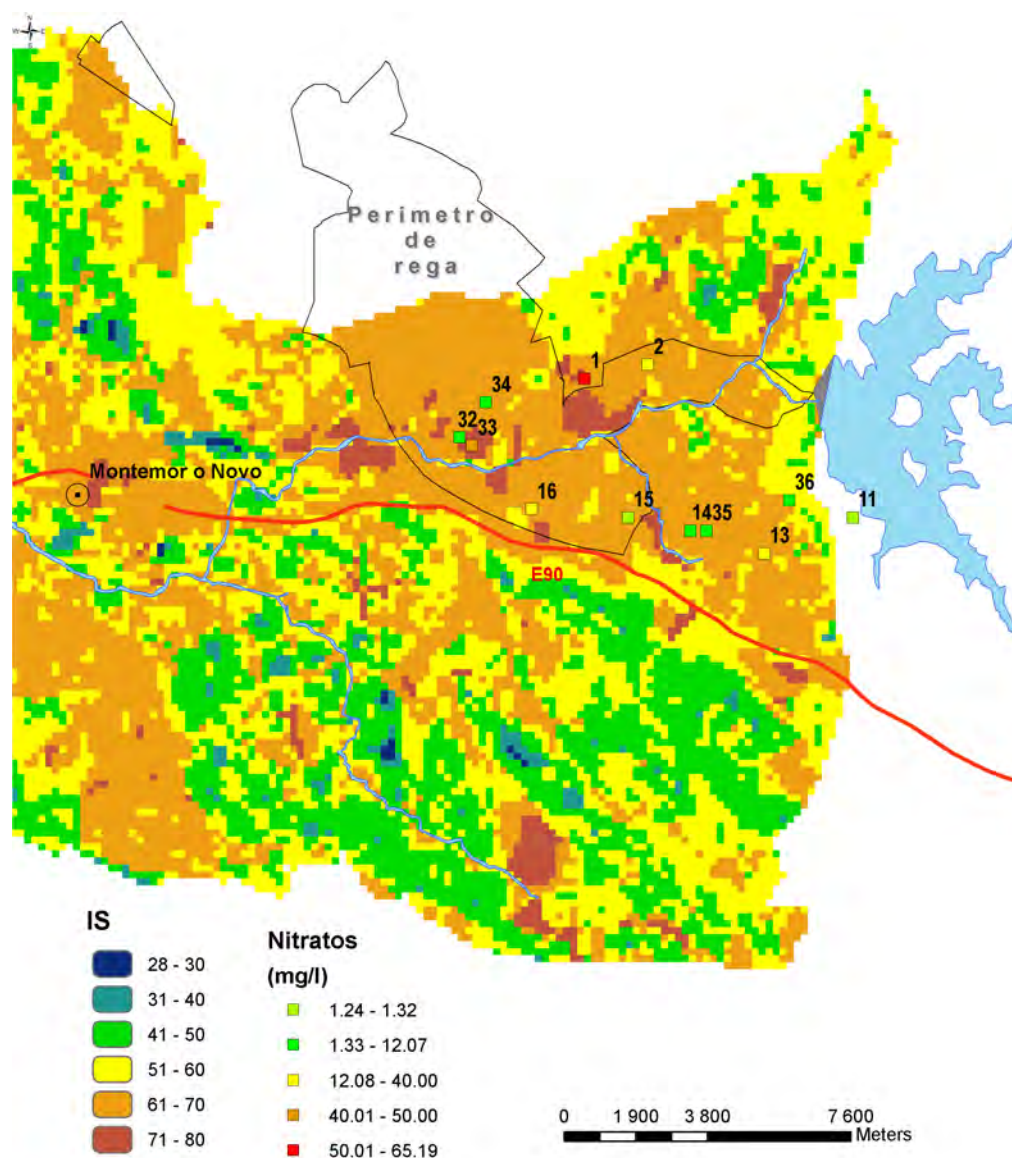 N
W E
S
Perimetro
de
rega
1
2
34
32
33
Montemor o Novo
16
15
1435
36
11
13
E90
IS
28 - 30
31 - 40
41 - 50
51 - 60
61 - 70
71 - 80
Nitratos
(mg/l)
1.24 - 1.32
1.33 - 12.07
12.08 - 40.00
40.01 - 50.00
50.01 - 65.19
0 1 900 3 800 7 600
Meters